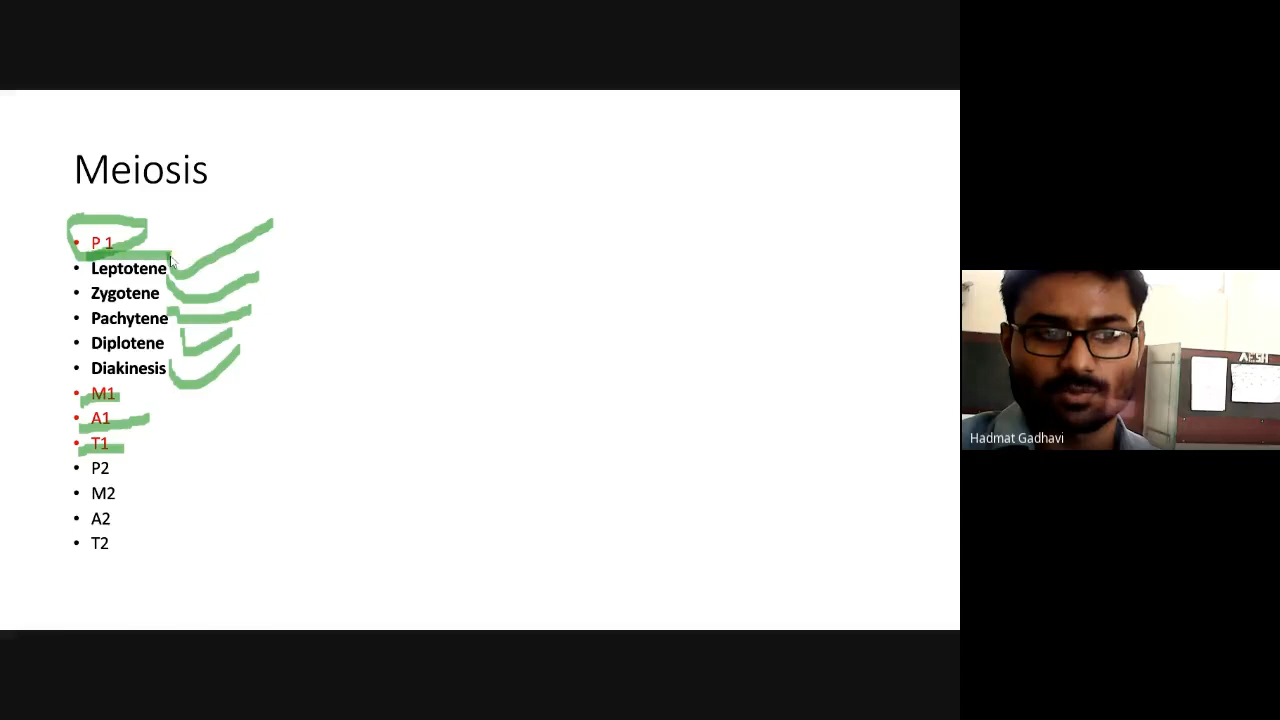 Meiosis
• P 1
• Leptotene
• Zygotene
• Pachytene
• Diplotene
• Diakinesis
• M1
• A1
• T1
• P2
• M2
• A2
• T2
Hadmat Gadhavi